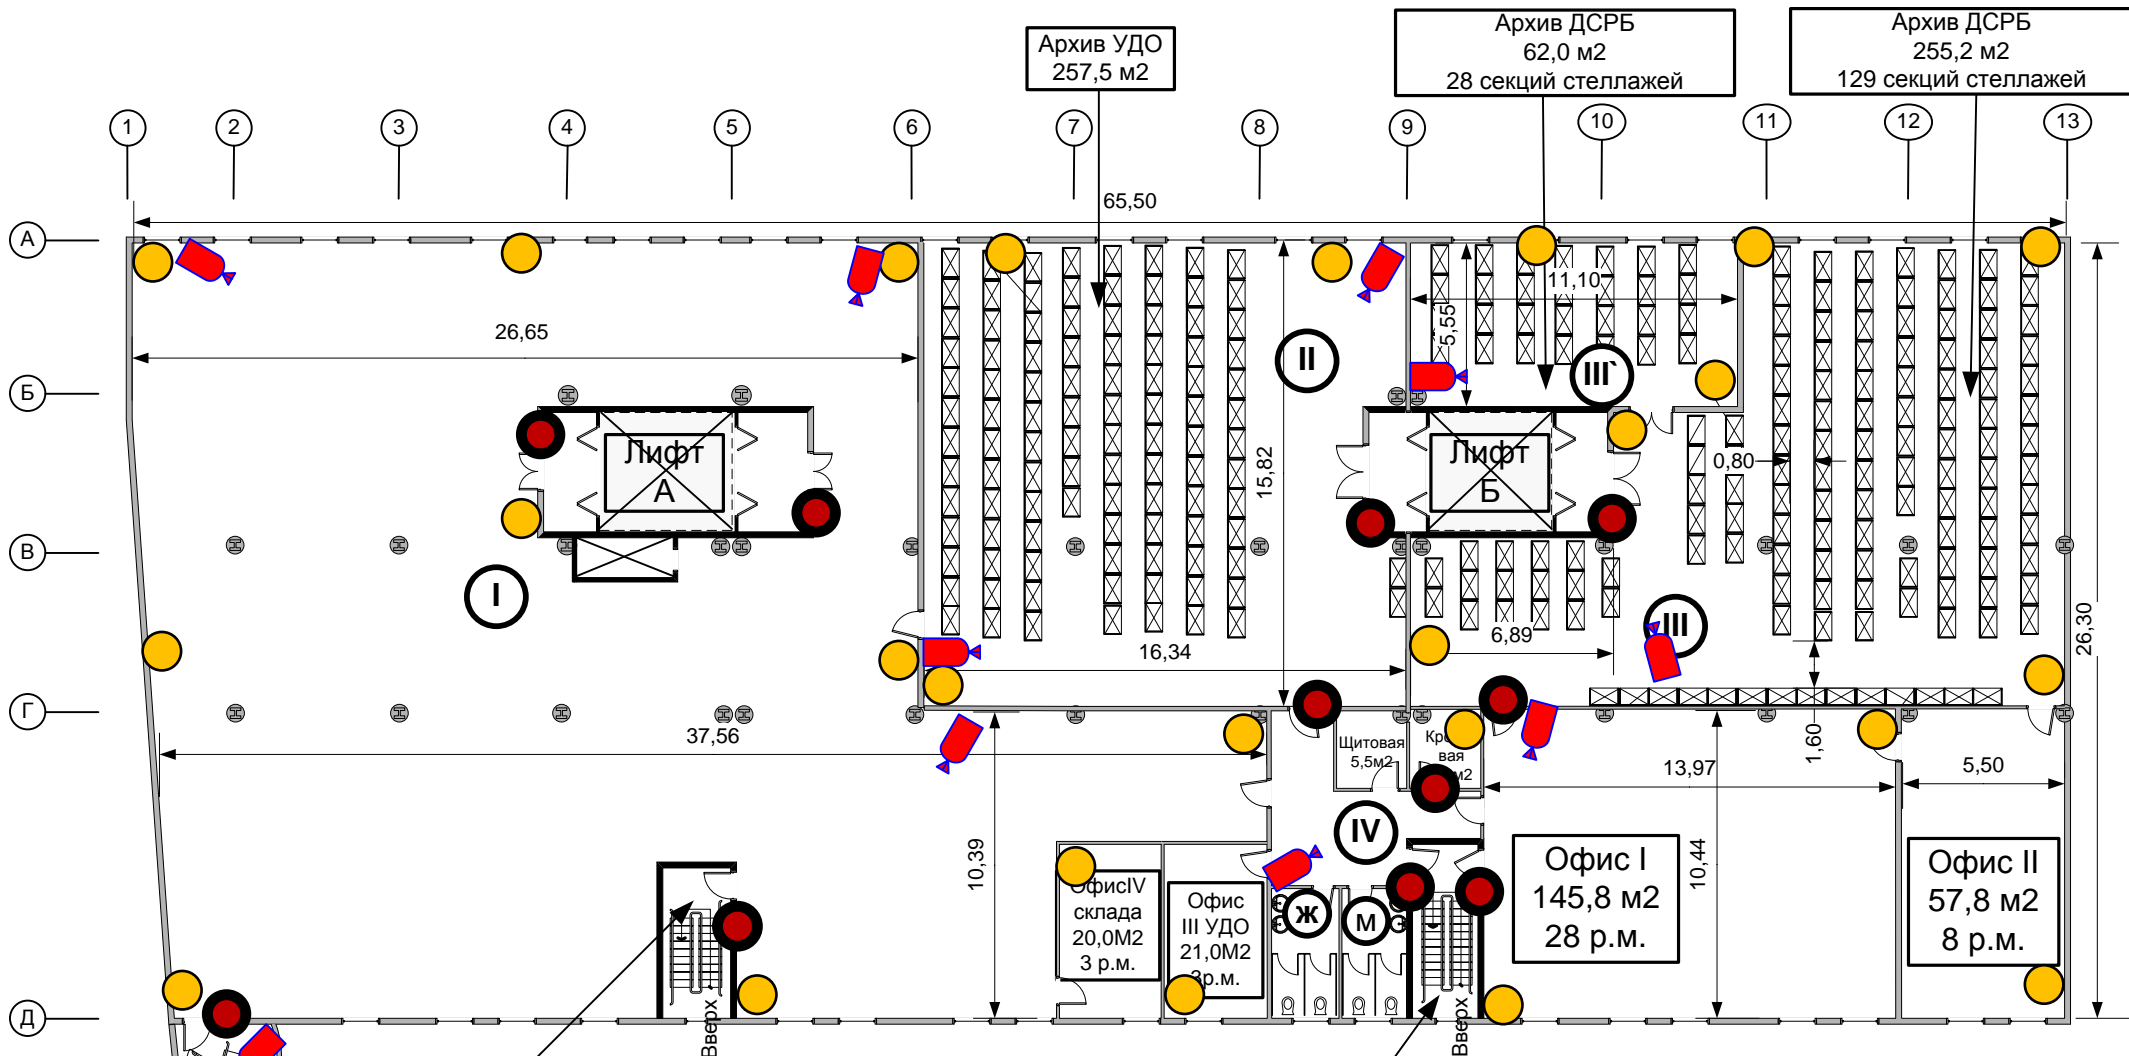 Архив УДО
257,5 м2
Архив ДСРБ
62,0 м2
28 секций стеллажей
Архив ДСРБ
255,2 м2
129 секций стеллажей
1
2
3
4
5
6
7
8
9
10
11
12
13
65,50
А
Б
В
Г
Д
26,65
11,10
5,55
II
III`
Лифт
А
Лифт
Б
15,82
0,80
I
III
6,89
16,34
26,30
37,56
Щитовая
5,5м2
вая
м2
13,97
1,60
5,50
10,39
IV
10,44
Офис I
145,8 м2
28 р.м.
Офис II
57,8 м2
8 р.м.
ОфисIV
склада
20,0М2
3 р.м.
Офис
III УДО
21,0М2
3р.м.
Ж
М
Вверх
Вверх